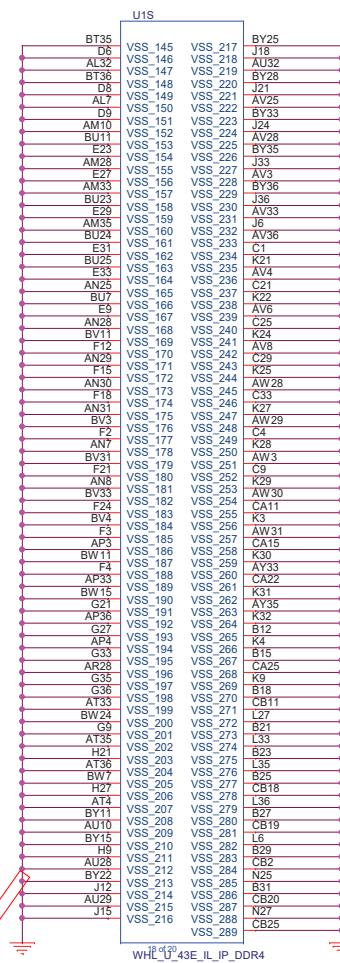 U1S
BT35 VSS_145 VSS_217 BY25
D6 VSS_146 VSS_218 J18
AL32 VSS_147 VSS_219 AU32
BT36 VSS_148 VSS_220 BY28
D8 VSS_149 VSS_221 J21
AL7 VSS_150 VSS_222 AV25
D9 VSS_151 VSS_223 BY33
AM10 VSS_152 VSS_224 J24
BU11 VSS_153 VSS_225 AV28
E23 VSS_154 VSS_226 BY35
AM28 VSS_155 VSS_227 J33
E27 VSS_156 VSS_228 AV3
AM33 VSS_157 VSS_229 BY36
BU23 VSS_158 VSS_230 J36
E29 VSS_159 VSS_231 AV33
AM35 VSS_160 VSS_232 J6
BU24 VSS_161 VSS_233 AV36
E31 VSS_162 VSS_234 C1
BU25 VSS_163 VSS_235 K21
E33 VSS_164 VSS_236 AV4
AN25 VSS_165 VSS_237 C21
BU7 VSS_166 VSS_238 K22
E9 VSS_167 VSS_239 AV6
AN28 VSS_168 VSS_240 C25
BV11 VSS_169 VSS_241 K24
F12 VSS_170 VSS_242 AV8
AN29 VSS_171 VSS_243 C29
F15 VSS_172 VSS_244 K25
AN30 VSS_173 VSS_245 AW28
F18 VSS_174 VSS_246 C33
AN31 VSS_175 VSS_247 K27
BV3 VSS_176 VSS_248 AW29
F2 VSS_177 VSS_249 C4
AN7 VSS_178 VSS_250 K28
BV31 VSS_179 VSS_251 AW3
F21 VSS_180 VSS_252 C9
AN8 VSS_181 VSS_253 K29
BV33 VSS_182 VSS_254 AW30
F24 VSS_183 VSS_255 CA11
BV4 VSS_184 VSS_256 K3
F3 VSS_185 VSS_257 AW31
AP3 VSS_186 VSS_258 CA15
BW11 VSS_187 VSS_259 K30
F4 VSS_188 VSS_260 AY33
AP33 VSS_189 VSS_261 CA22
BW15 VSS_190 VSS_262 K31
G21 VSS_191 VSS_263 AY35
AP36 VSS_192 VSS_264 K32
G27 VSS_193 VSS_265 B12
AP4 VSS_194 VSS_266 K4
G33 VSS_195 VSS_267 B15
AR28 VSS_196 VSS_268 CA25
G35 VSS_197 VSS_269 K9
G36 VSS_198 VSS_270 B18
AT33 VSS_199 VSS_271 CB11
BW24 VSS_200 VSS_272 L27
G9 VSS_201 VSS_273 B21
AT35 VSS_202 VSS_274 L33
H21 VSS_203 VSS_275 B23
AT36 VSS_204 VSS_276 L35
BW7 VSS_205 VSS_277 B25
H27 VSS_206 VSS_278 CB18
AT4 VSS_207 VSS_279 L36
BY11 VSS_208 VSS_280 B27
AU10 VSS_209 VSS_281 CB19
BY15 VSS_210 VSS_282 L6
H9 VSS_211 VSS_283 B29
AU28 VSS_212 VSS_284 CB2
BY22 VSS_213 VSS_285 N25
J12 VSS_214 VSS_286 B31
AU29 VSS_215 VSS_287 CB20
J15 VSS_216 VSS_288 N27
VSS_289 CB25
18 of 20
WHL_U_43E_IL_IP_DDR4